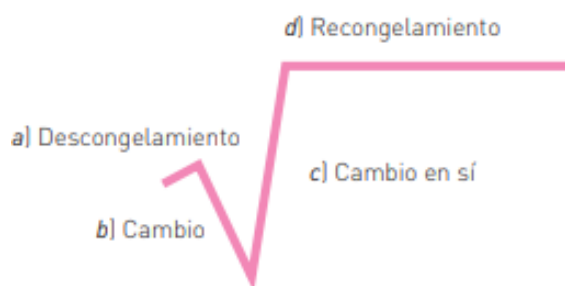 d) Recongelamiento
a) Descongelamiento
c) Cambio en sí
b) Cambio